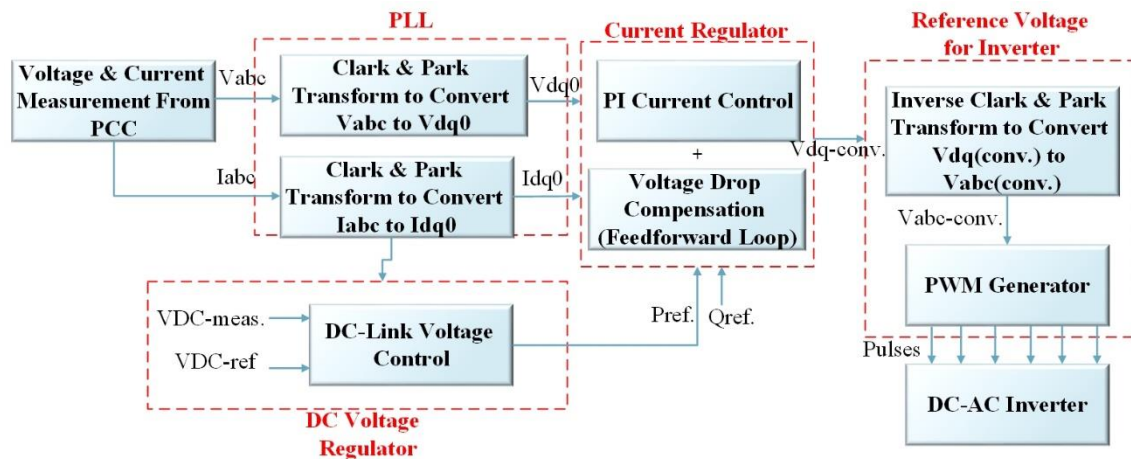 PLL
Current Regulator
Reference Voltage
for Inverter
Voltage & Current
Measurement From
PCC
Vabc
Clark & Park
Transform to Convert
Vabc to Vdq0
Vdq0
PI Current Control
+
Vdq-conv.
Inverse Clark & Park
Transform to Convert
Vdq(conv.) to
Vabc(conv.)
Iabc
Clark & Park
Transform to Convert
Iabc to Idq0
Idq0
Voltage Drop
Compensation
(Feedforward Loop)
Vabc-conv.
PWM Generator
VDC-meas.
VDC-ref
DC-Link Voltage
Control
Pref.
Qref.
Pulses
DC-AC Inverter
DC Voltage
Regulator